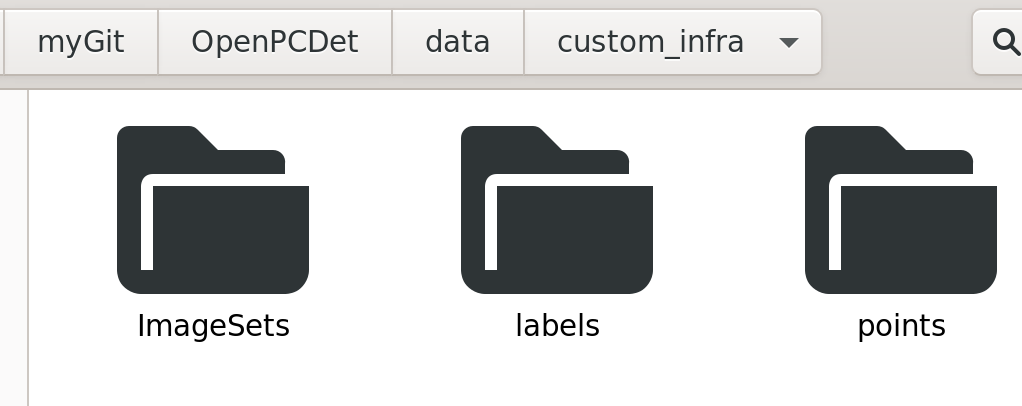 myGit OpenPCDet data custom_infra
ImageSets labels points